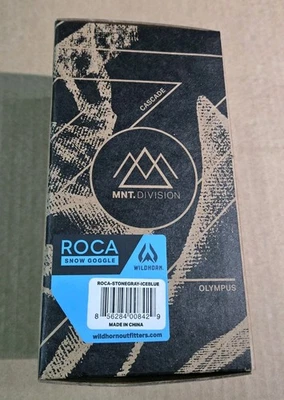 CASCADE
MNT.DIVISION
ROCA
SNOW GOGGLE
WILDHORN
OLYMPUS
ROCA-STONEGRAY-ICEBLUE
8 56284 00842 9
MADE IN CHINA
wildhornoutfitters.com